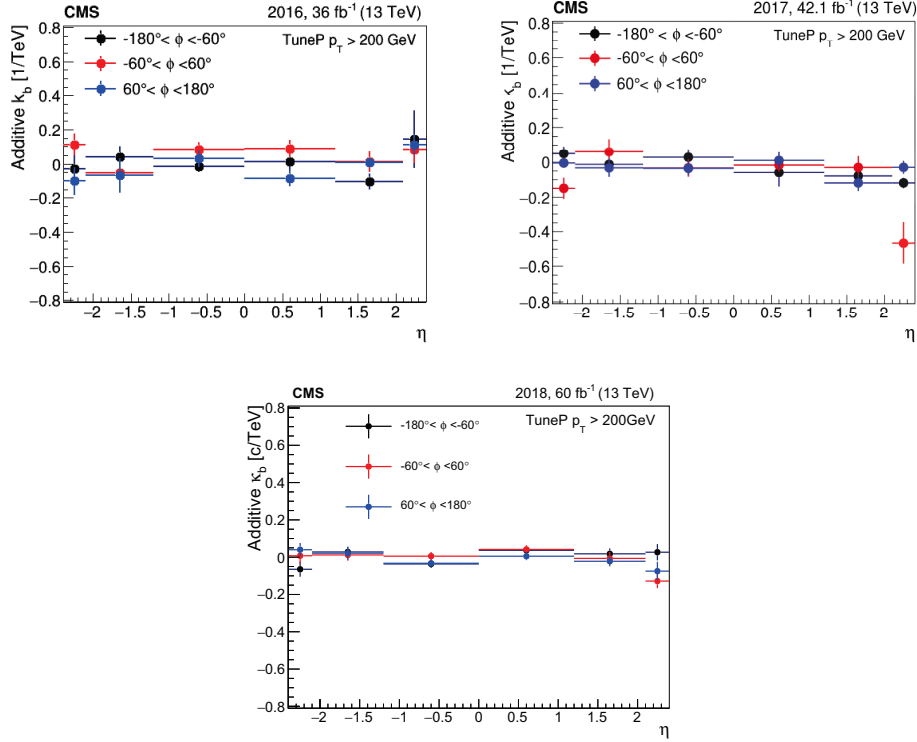 CMS 2016, 36 fb⁻¹ (13 TeV)
Additive k_b [1/TeV]
TuneP p_T > 200 GeV
-180°< ϕ <-60°
-60°< ϕ <60°
60°< ϕ <180°
0.8
0.6
0.4
0.2
0
−0.2
−0.4
−0.6
−0.8
−2 −1.5 −1 −0.5 0 0.5 1 1.5 2
η
CMS 2017, 42.1 fb⁻¹ (13 TeV)
Additive κ_b [1/TeV]
TuneP p_T > 200 GeV
-180°< ϕ <-60°
-60°< ϕ <60°
60°< ϕ <180°
0.8
0.6
0.4
0.2
0
−0.2
−0.4
−0.6
−0.8
−2 −1.5 −1 −0.5 0 0.5 1 1.5 2
η
CMS 2018, 60 fb⁻¹ (13 TeV)
Additive κ_b [c/TeV]
TuneP p_T > 200GeV
-180°< ϕ <-60°
-60°< ϕ <60°
60°< ϕ <180°
0.8
0.6
0.4
0.2
0
−0.2
−0.4
−0.6
−0.8
−2 −1.5 −1 −0.5 0 0.5 1 1.5 2
η